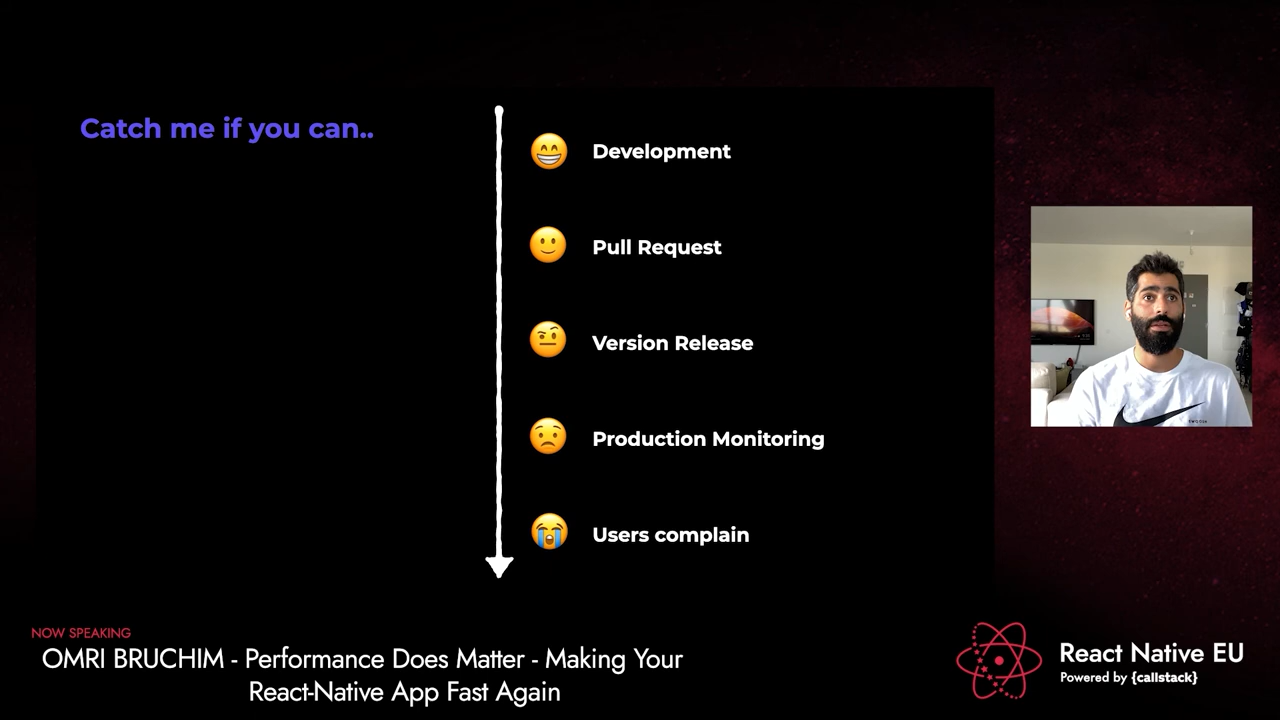 Catch me if you can..
Development
Pull Request
Version Release
Production Monitoring
Users complain
NOW SPEAKING
OMRI BRUCHIM - Performance Does Matter - Making Your
React-Native App Fast Again
React Native EU
Powered by {callstack}